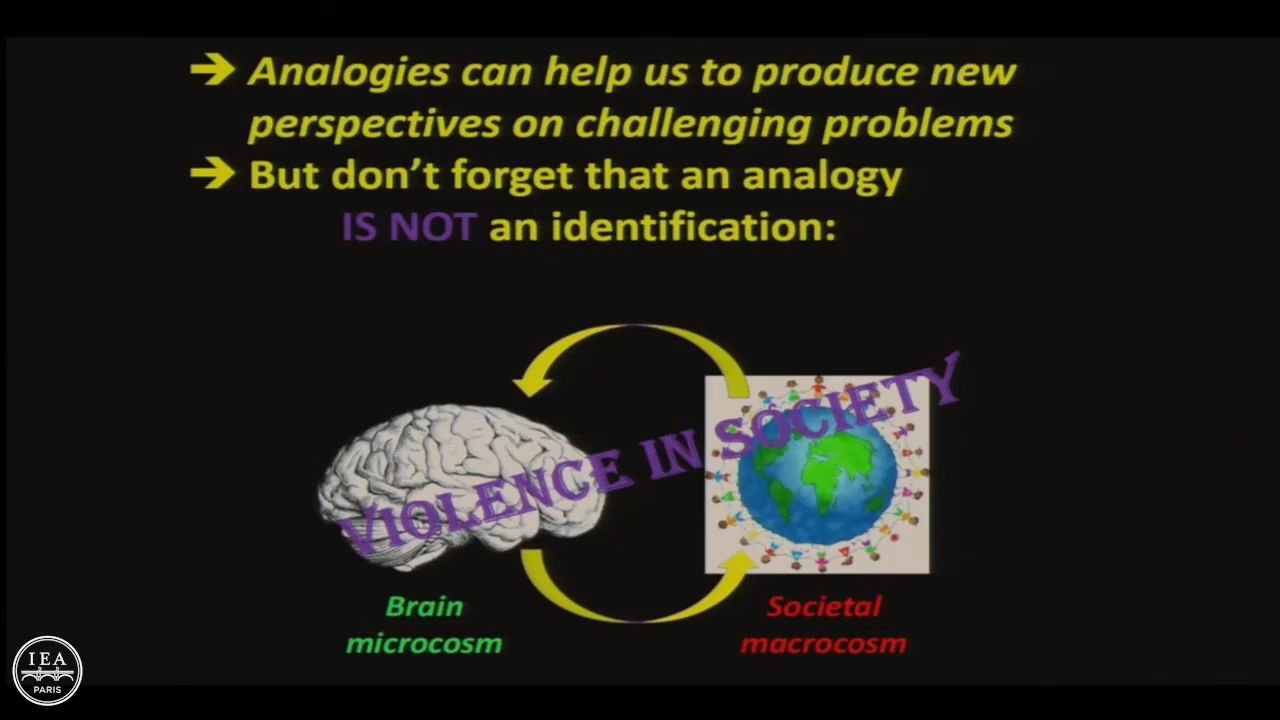 ➔ Analogies can help us to produce new
perspectives on challenging problems
➔ But don’t forget that an analogy
IS NOT an identification:
VIOLENCE IN SOCIETY
Brain
microcosm
Societal
macrocosm
IEA
PARIS